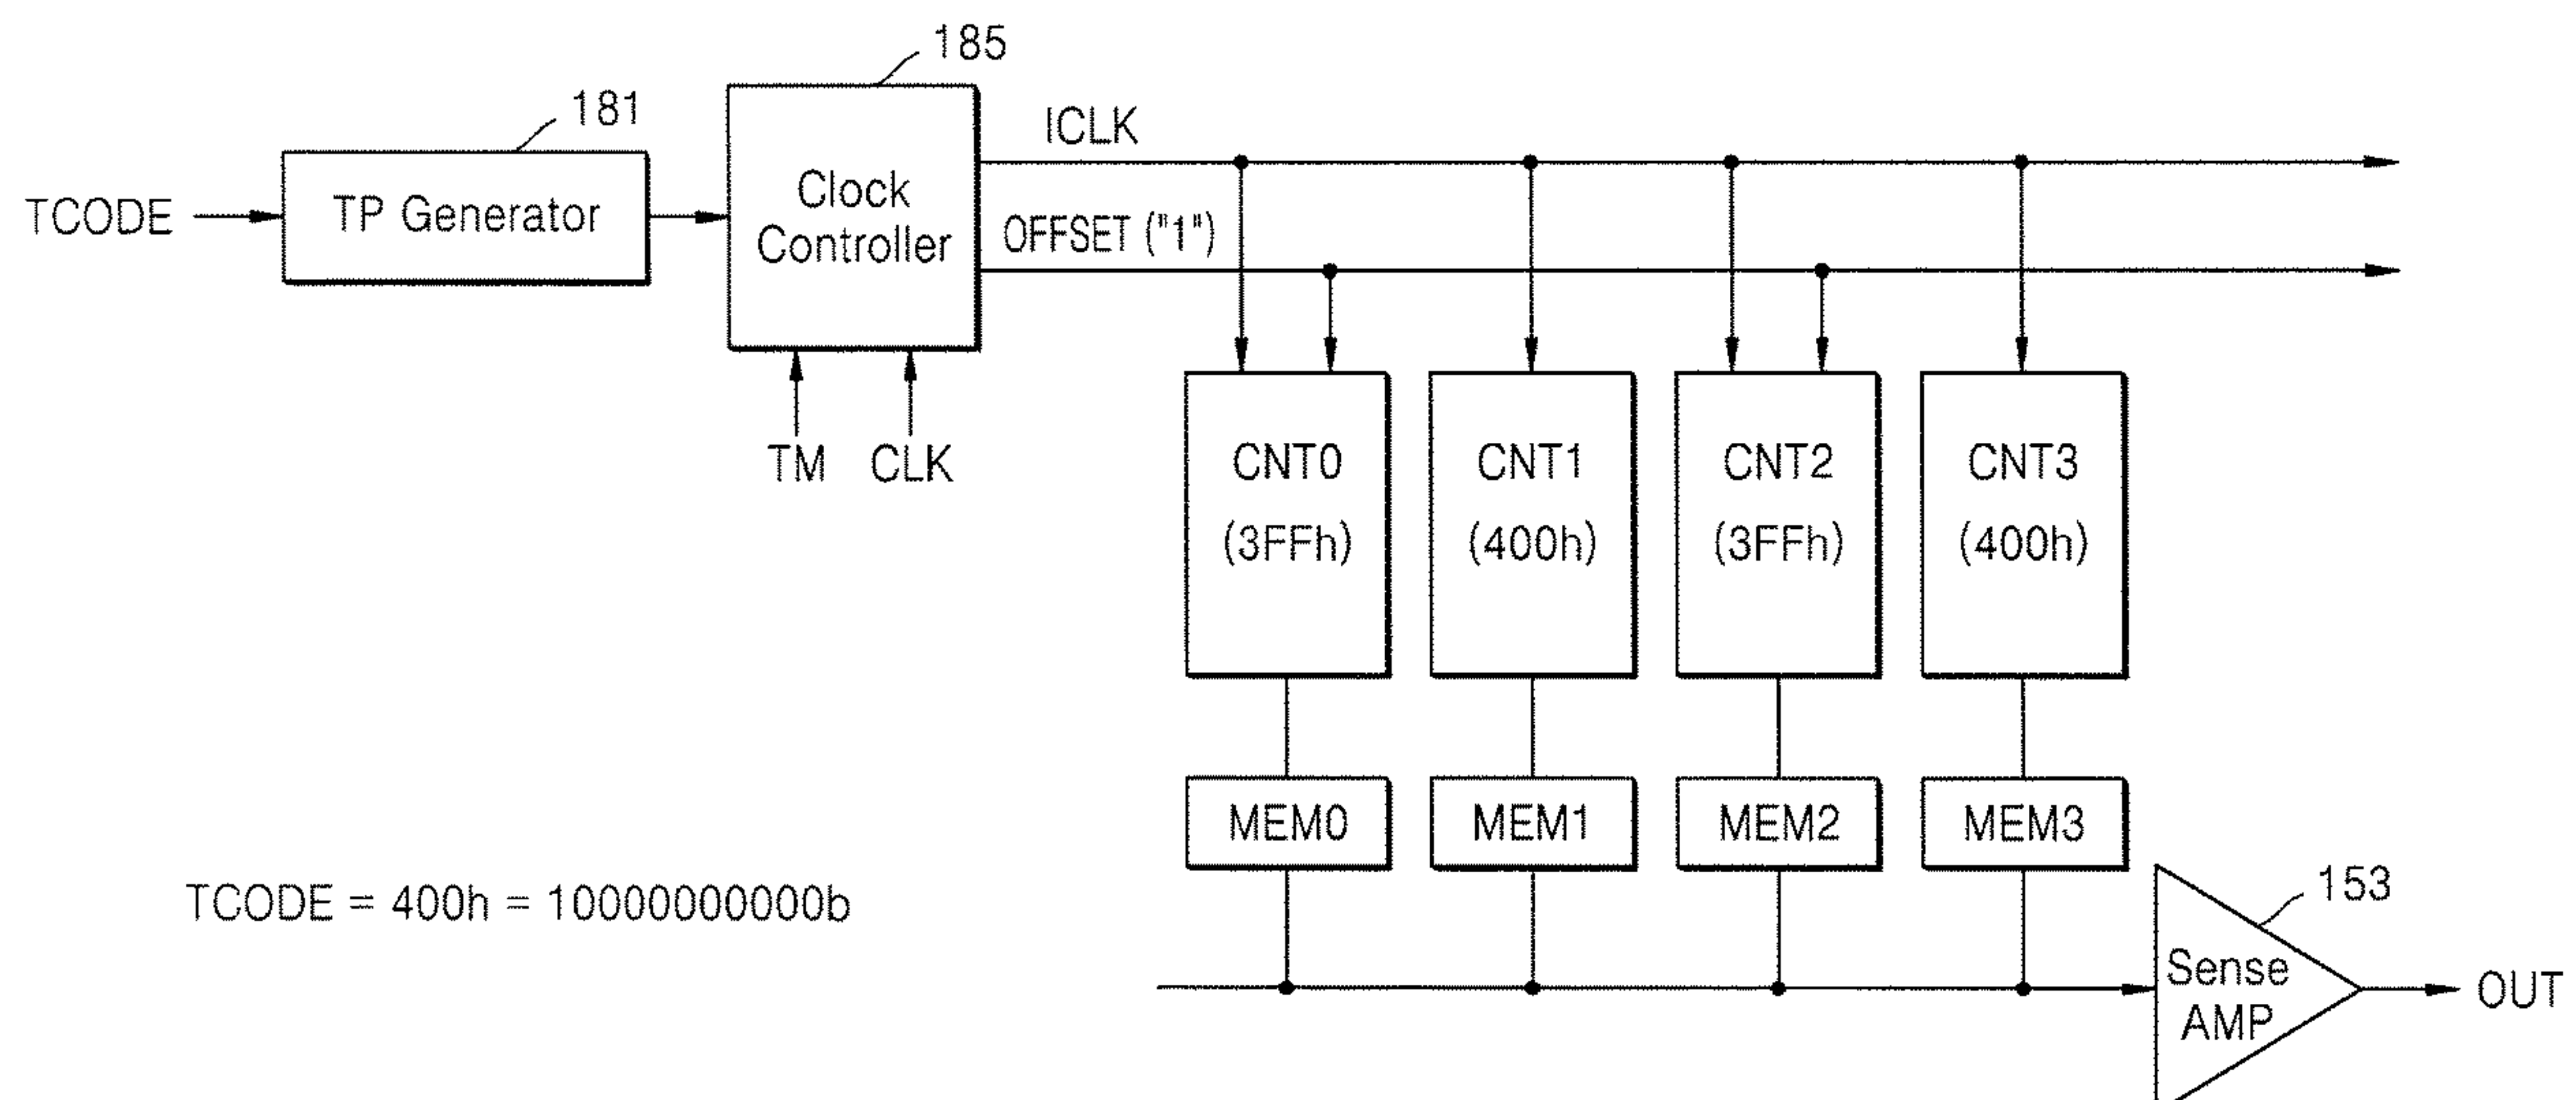 185
181
ICLK
TCODE
TP Generator
Clock
Controller
OFFSET ("1")
TM
CLK
CNT0
(3FFh)
CNT1
(400h)
CNT2
(3FFh)
CNT3
(400h)
MEM0
MEM1
MEM2
MEM3
TCODE = 400h = 10000000000b
153
Sense
AMP
OUT